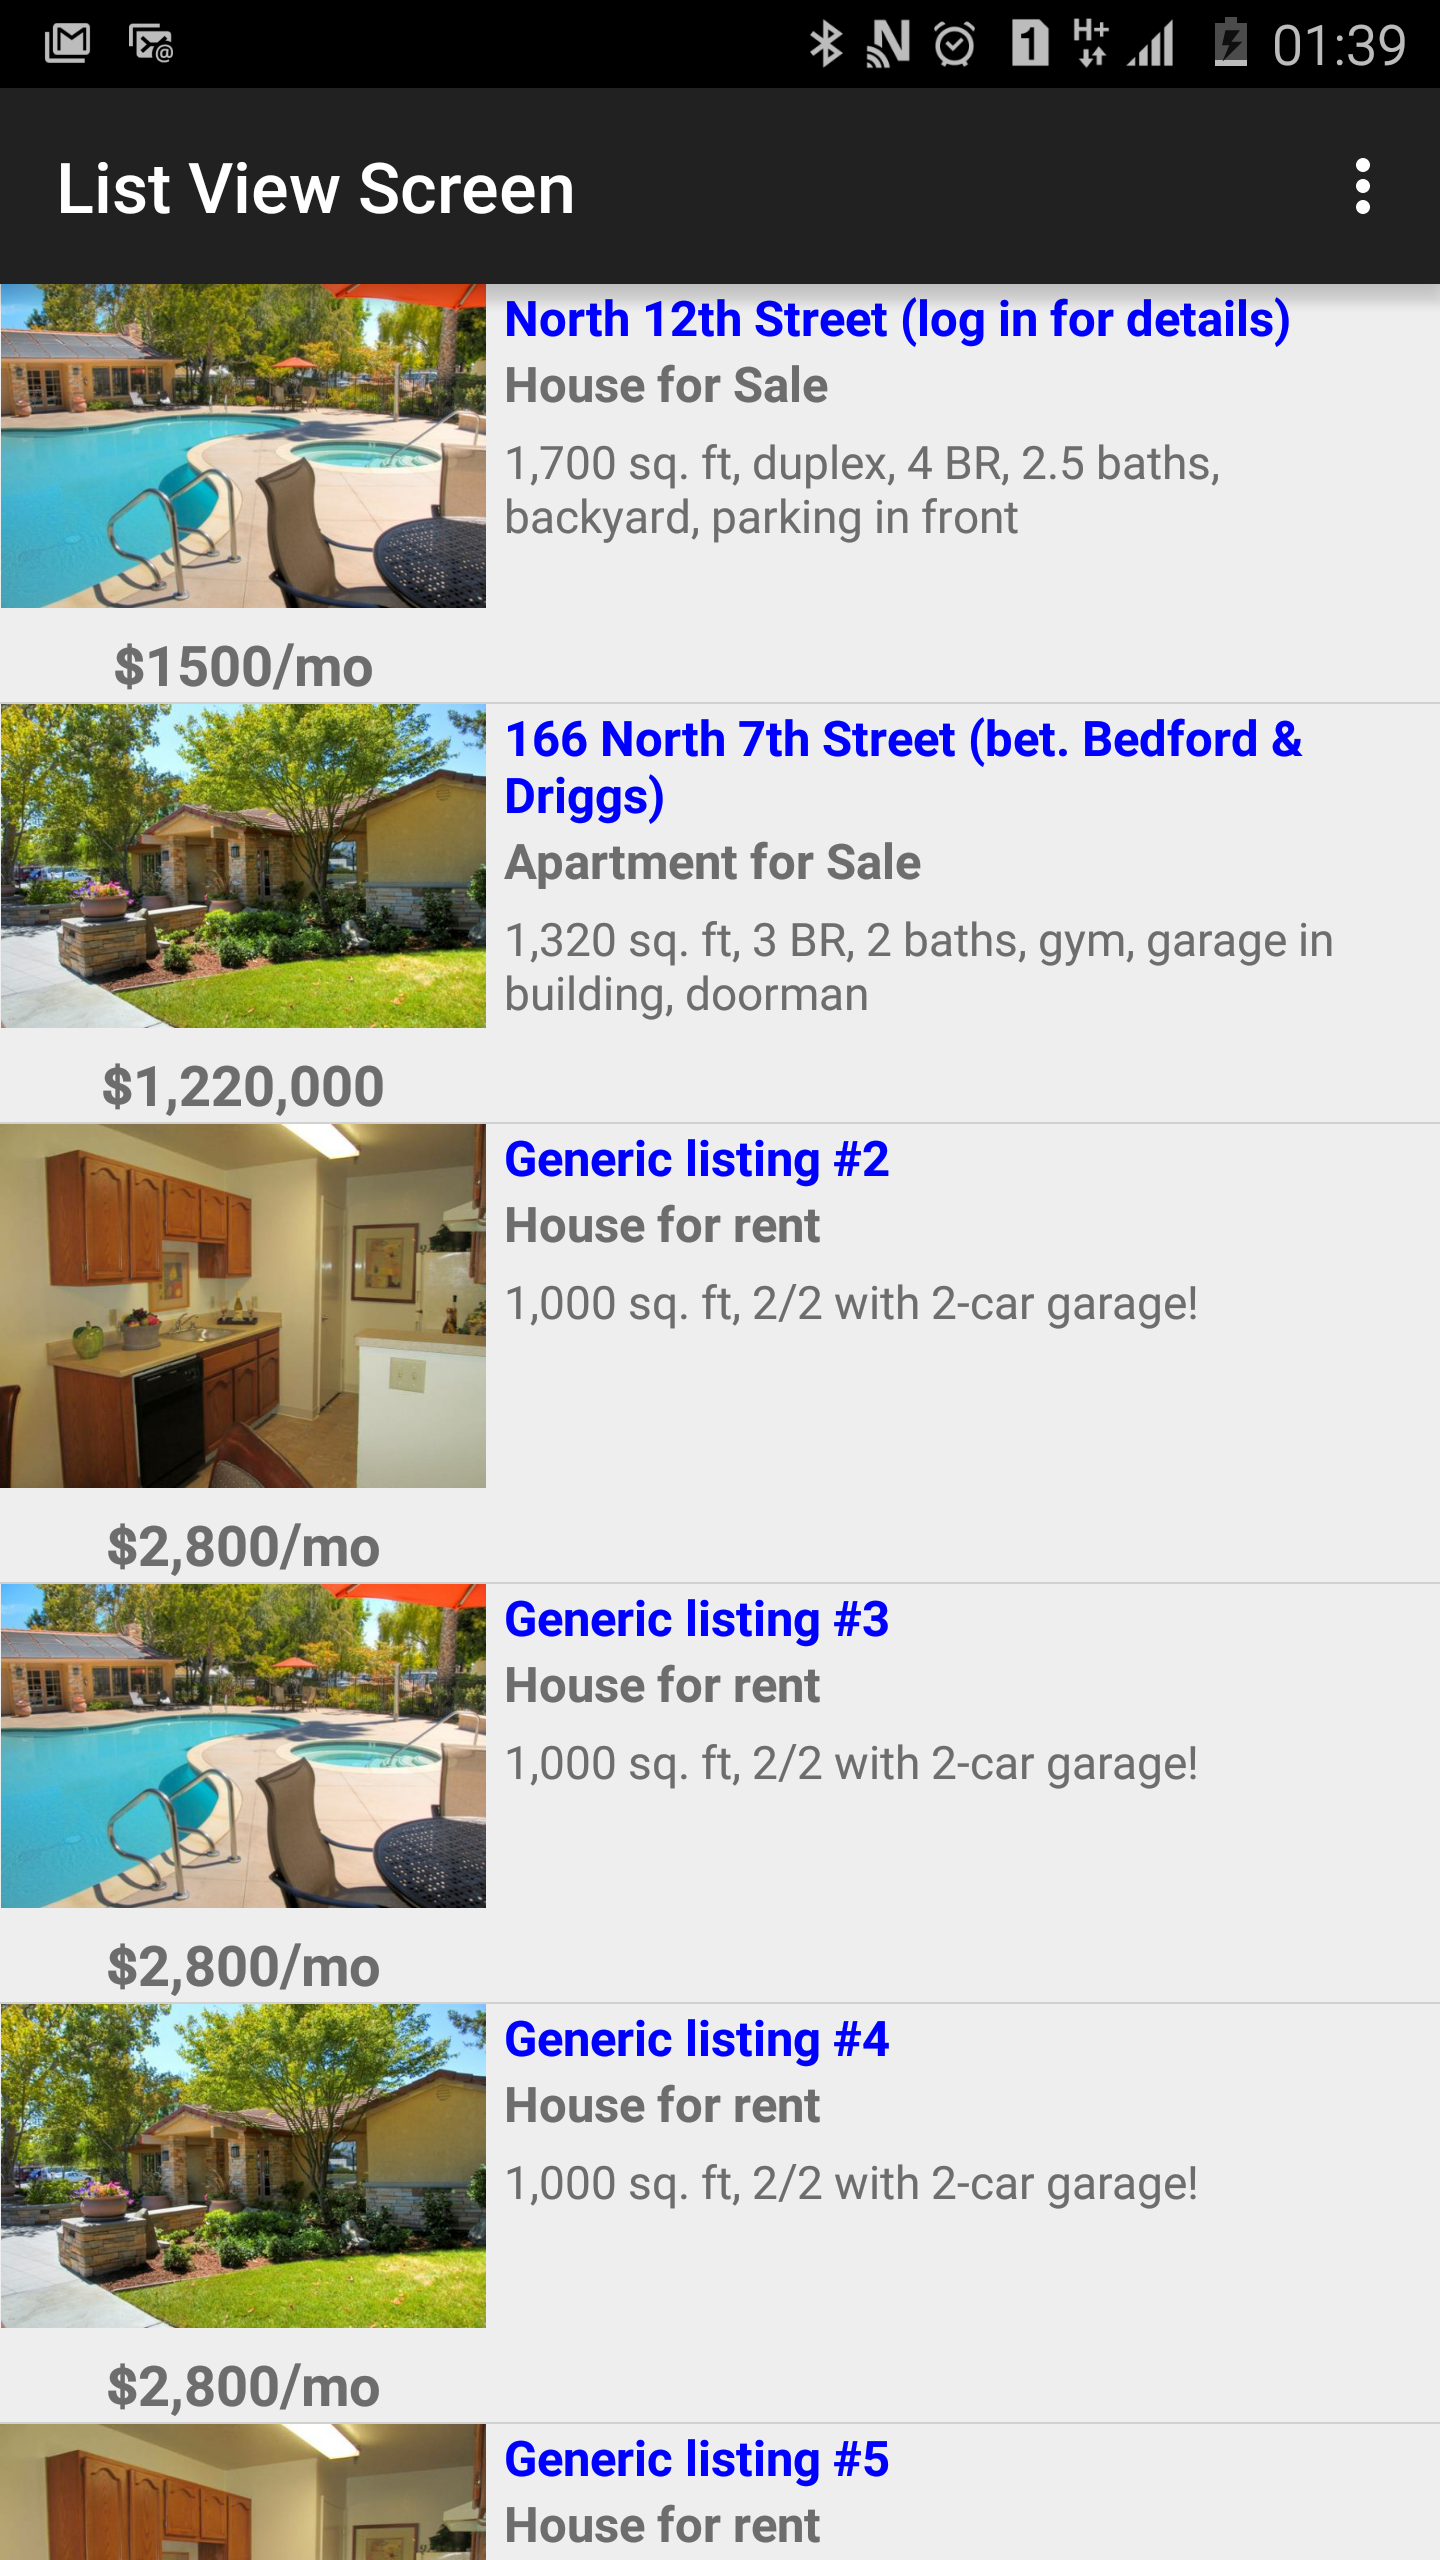 01:39
List View Screen
North 12th Street (log in for details)
House for Sale
1,700 sq. ft, duplex, 4 BR, 2.5 baths,
backyard, parking in front
$1500/mo
166 North 7th Street (bet. Bedford &
Driggs)
Apartment for Sale
1,320 sq. ft, 3 BR, 2 baths, gym, garage in
building, doorman
$1,220,000
Generic listing #2
House for rent
1,000 sq. ft, 2/2 with 2-car garage!
$2,800/mo
Generic listing #3
House for rent
1,000 sq. ft, 2/2 with 2-car garage!
$2,800/mo
Generic listing #4
House for rent
1,000 sq. ft, 2/2 with 2-car garage!
$2,800/mo
Generic listing #5
House for rent